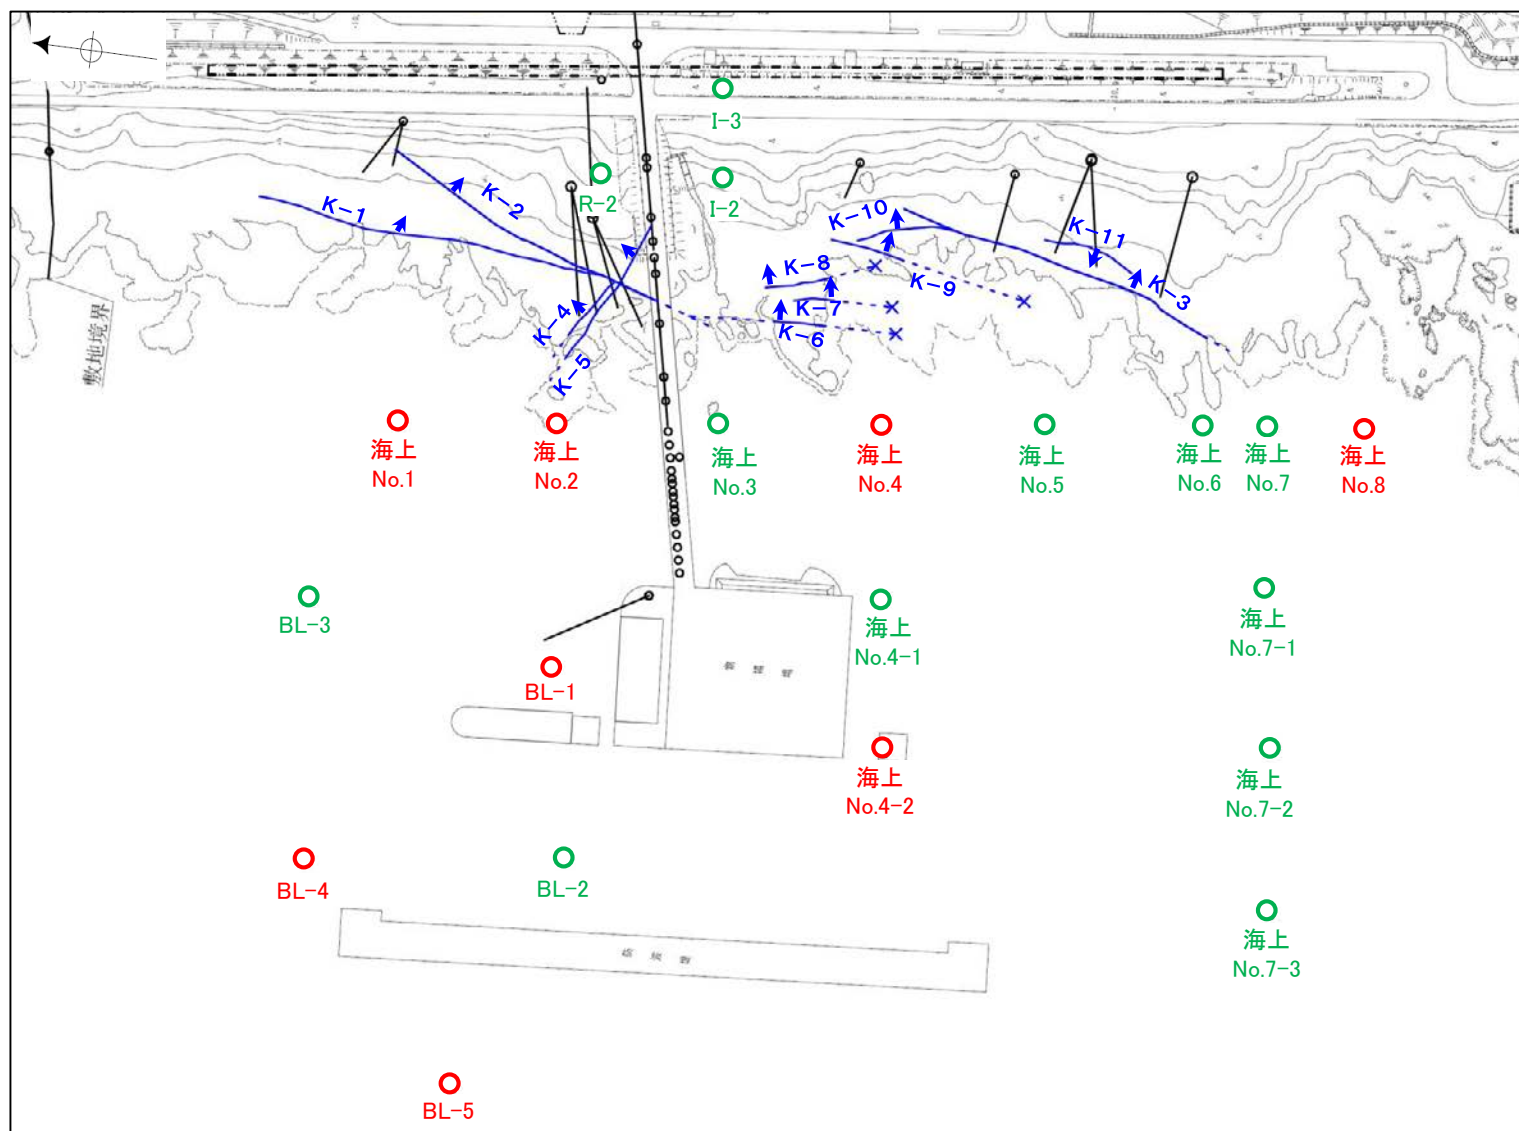 I-3
R-2
I-2
K-1
K-2
K-10
K-11
K-8
K-9
K-3
K-7
K-6
K-4
K-5
敷地境界
海上
No.1
海上
No.2
海上
No.3
海上
No.4
海上
No.5
海上
No.6
海上
No.7
海上
No.8
BL-3
海上
No.4-1
海上
No.7-1
BL-1
海上
No.4-2
海上
No.7-2
BL-4
BL-2
海上
No.7-3
BL-5